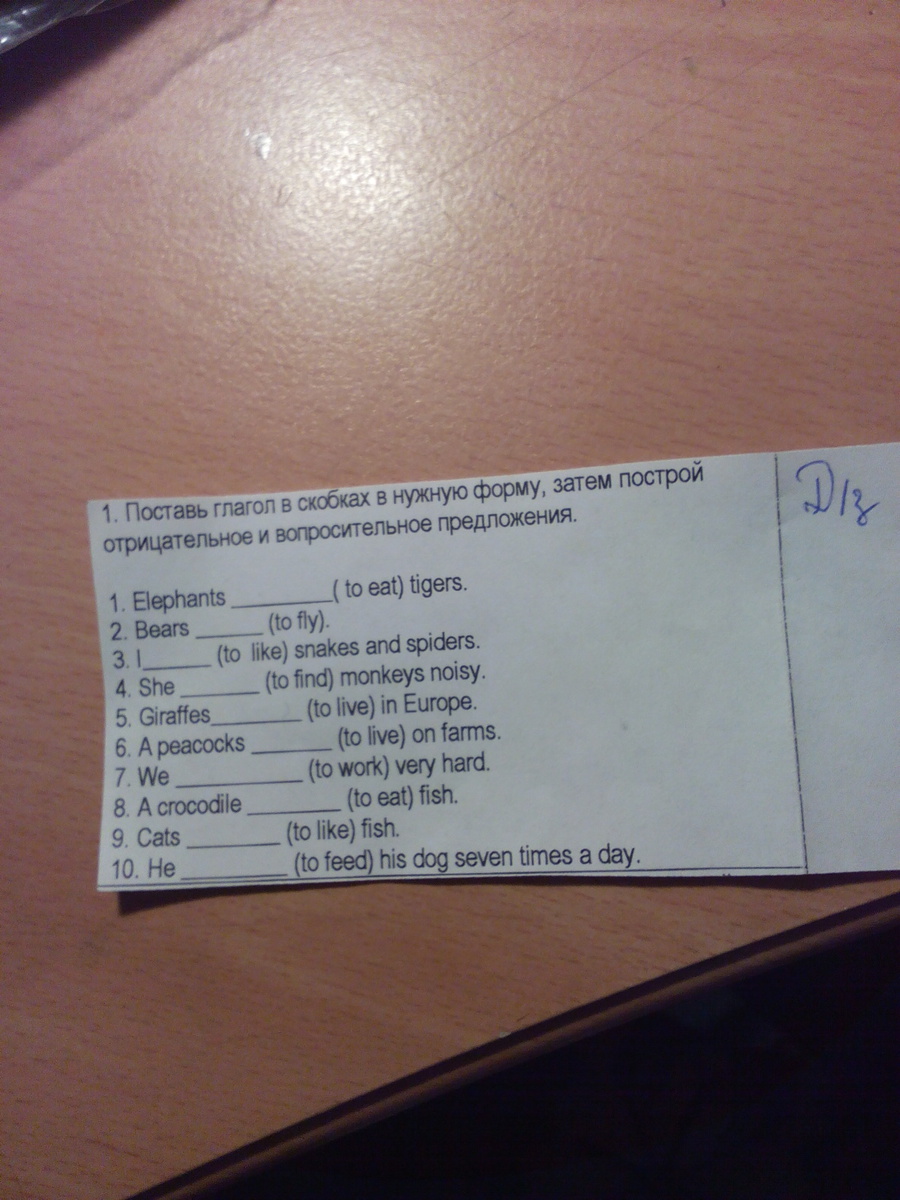 1. Поставь глагол в скобках в нужную форму, затем построй
отрицательное и вопросительное предложения.
Д/з
1. Elephants _________( to eat) tigers.
2. Bears ______ (to fly).
3. I______ (to like) snakes and spiders.
4. She _______ (to find) monkeys noisy.
5. Giraffes________ (to live) in Europe.
6. A peacocks _______ (to live) on farms.
7. We ___________ (to work) very hard.
8. A crocodile ________ (to eat) fish.
9. Cats ________ (to like) fish.
10. He _________ (to feed) his dog seven times a day.